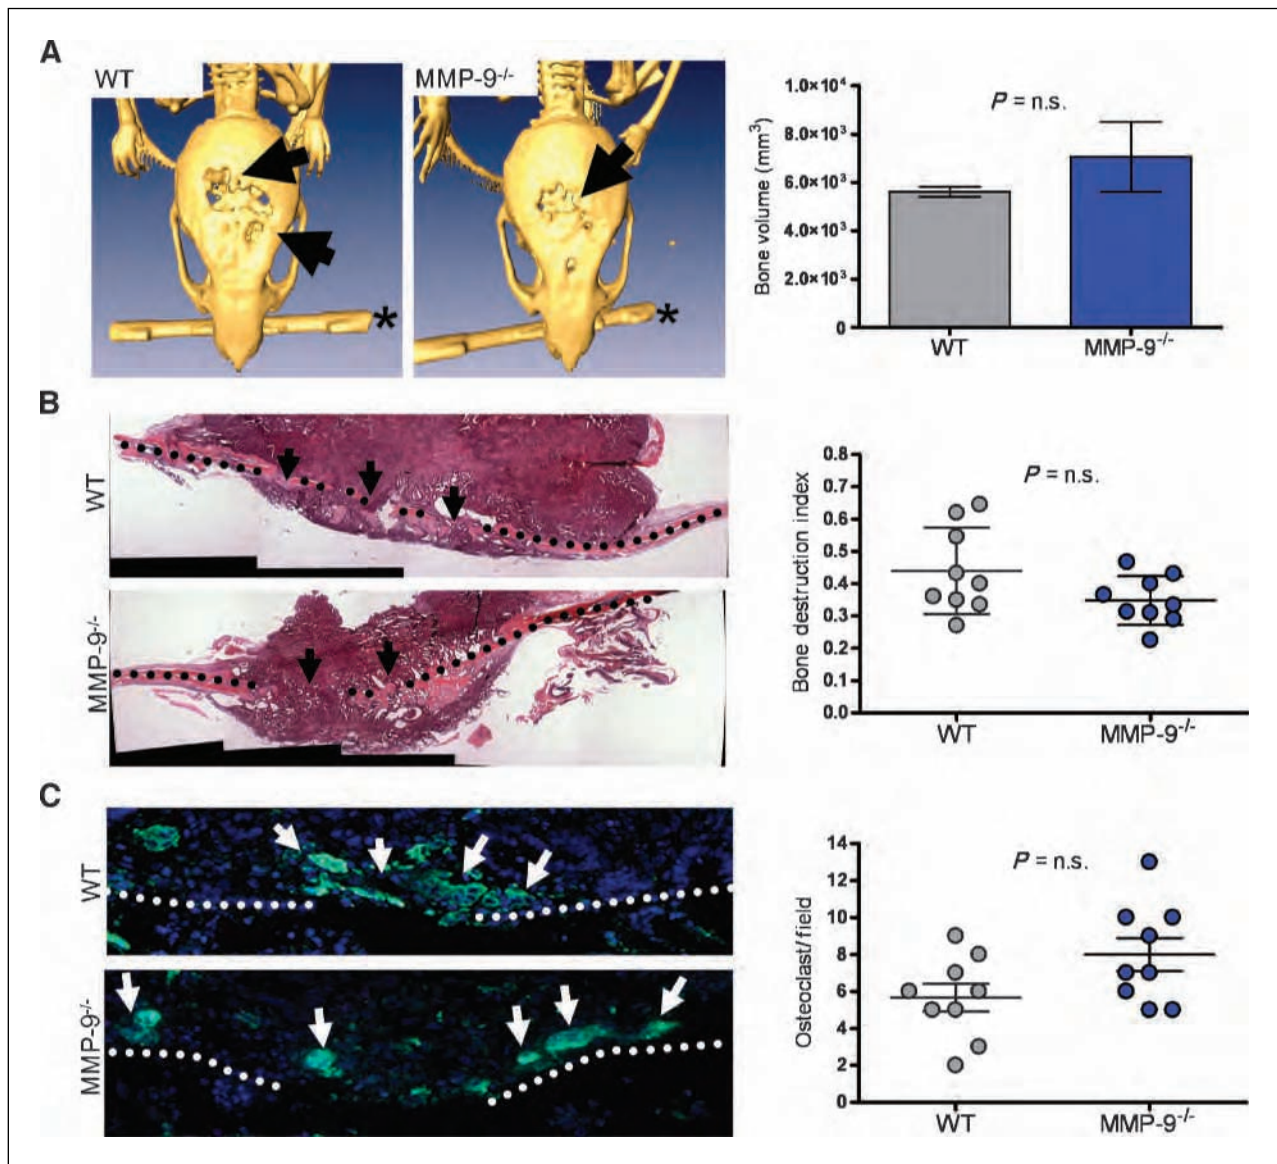 A
WT
MMP-9-/-
*
*
Bone volume (mm3)
1.0×10⁴
8.0×10³
6.0×10³
4.0×10³
2.0×10³
0
P = n.s.
WT
MMP-9-/-
B
WT
MMP-9-/-
Bone destruction index
0.8
0.7
0.6
0.5
0.4
0.3
0.2
0.1
0.0
P = n.s.
WT
MMP-9-/-
C
WT
MMP-9-/-
Osteoclast/field
14
12
10
8
6
4
2
0
P = n.s.
WT
MMP-9-/-